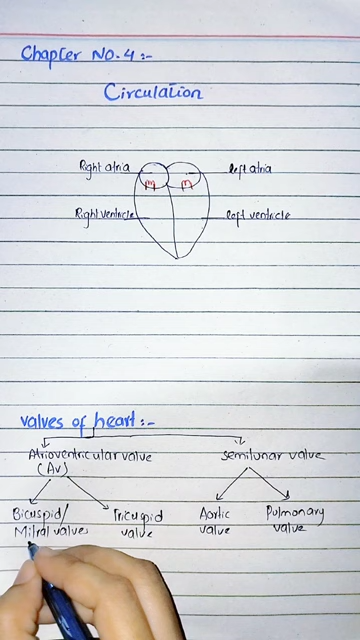 Chapter No. 4:-
Circulation
Right atria
left atria
m m
Right ventricle
left ventricle
valves of heart:-
Atrioventricular valve
(AV)
semilunar valve
Bicuspid/
Mitral valves
Tricuspid
valve
Aortic
valve
Pulmonary
valve